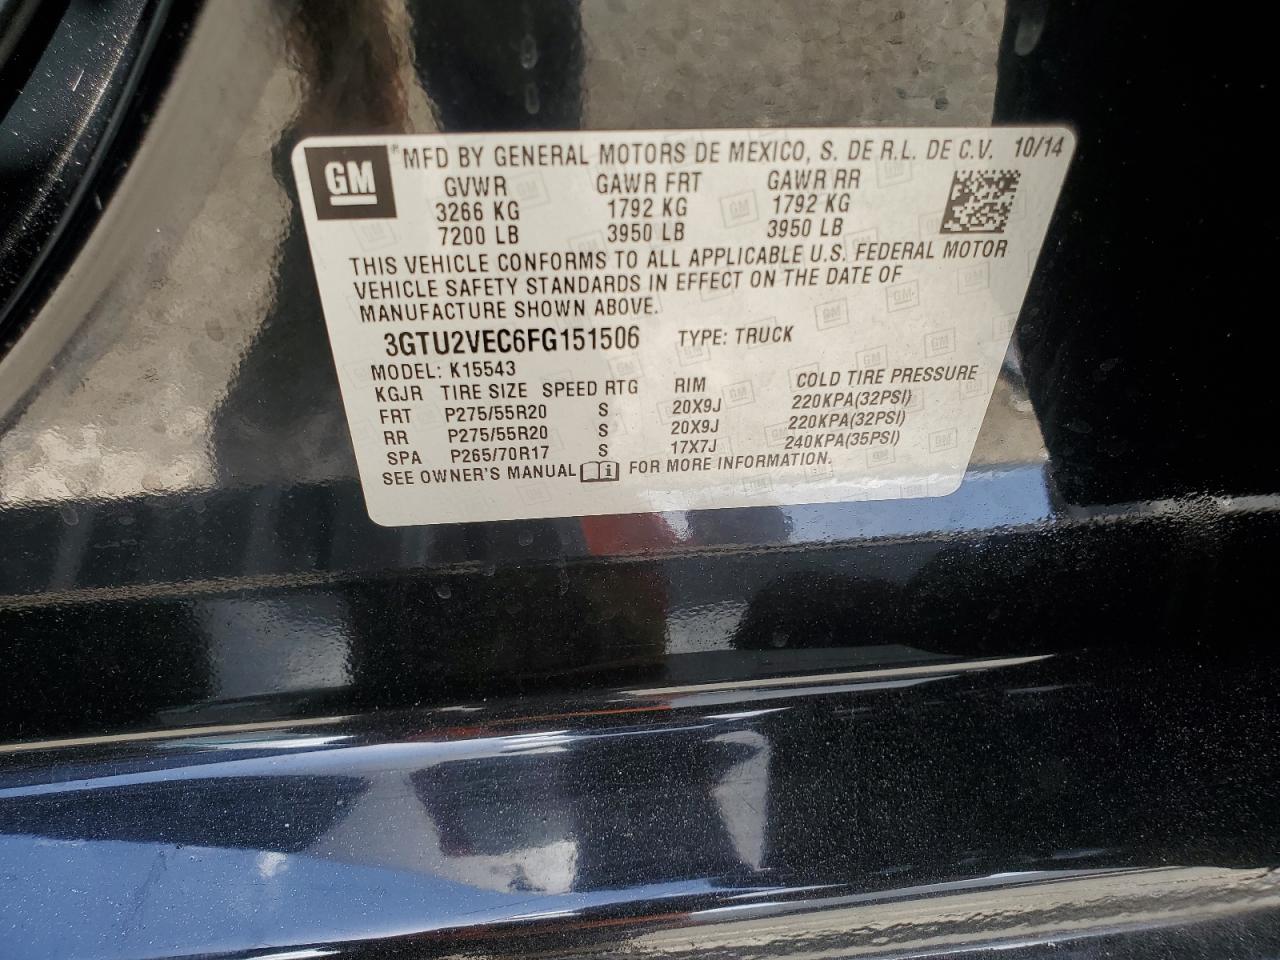 GM ® MFD BY GENERAL MOTORS DE MEXICO, S. DE R.L. DE C.V. 10/14
GVWR GAWR FRT GAWR RR
3266 KG 1792 KG 1792 KG
7200 LB 3950 LB 3950 LB
THIS VEHICLE CONFORMS TO ALL APPLICABLE U.S. FEDERAL MOTOR
VEHICLE SAFETY STANDARDS IN EFFECT ON THE DATE OF
MANUFACTURE SHOWN ABOVE.
3GTU2VEC6FG151506 TYPE: TRUCK
MODEL: K15543
KGJR TIRE SIZE SPEED RTG RIM COLD TIRE PRESSURE
FRT P275/55R20 S 20X9J 220KPA(32PSI)
RR P275/55R20 S 20X9J 220KPA(32PSI)
SPA P265/70R17 S 17X7J 240KPA(35PSI)
SEE OWNER'S MANUAL FOR MORE INFORMATION.